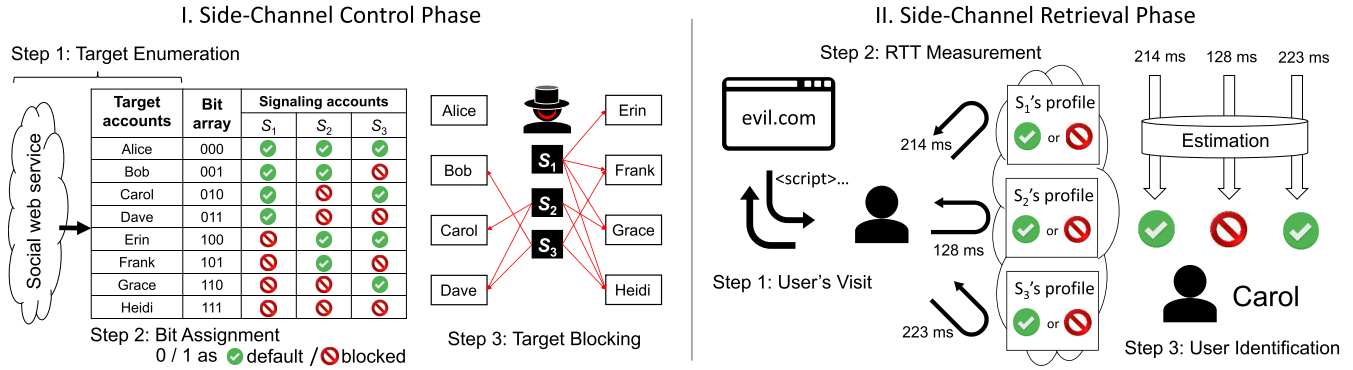 I. Side-Channel Control Phase
Step 1: Target Enumeration
Social web service
Target accounts Bit array Signaling accounts
S1 S2 S3
Alice 000
Bob 001
Carol 010
Dave 011
Erin 100
Frank 101
Grace 110
Heidi 111
Step 2: Bit Assignment
0 / 1 as default / blocked
Alice
Bob
Carol
Dave
S1
S2
S3
Erin
Frank
Grace
Heidi
Step 3: Target Blocking
II. Side-Channel Retrieval Phase
Step 2: RTT Measurement
evil.com
<script>...
Step 1: User's Visit
214 ms
128 ms
223 ms
S1's profile
or
S2's profile
or
S3's profile
or
214 ms 128 ms 223 ms
Estimation
Carol
Step 3: User Identification